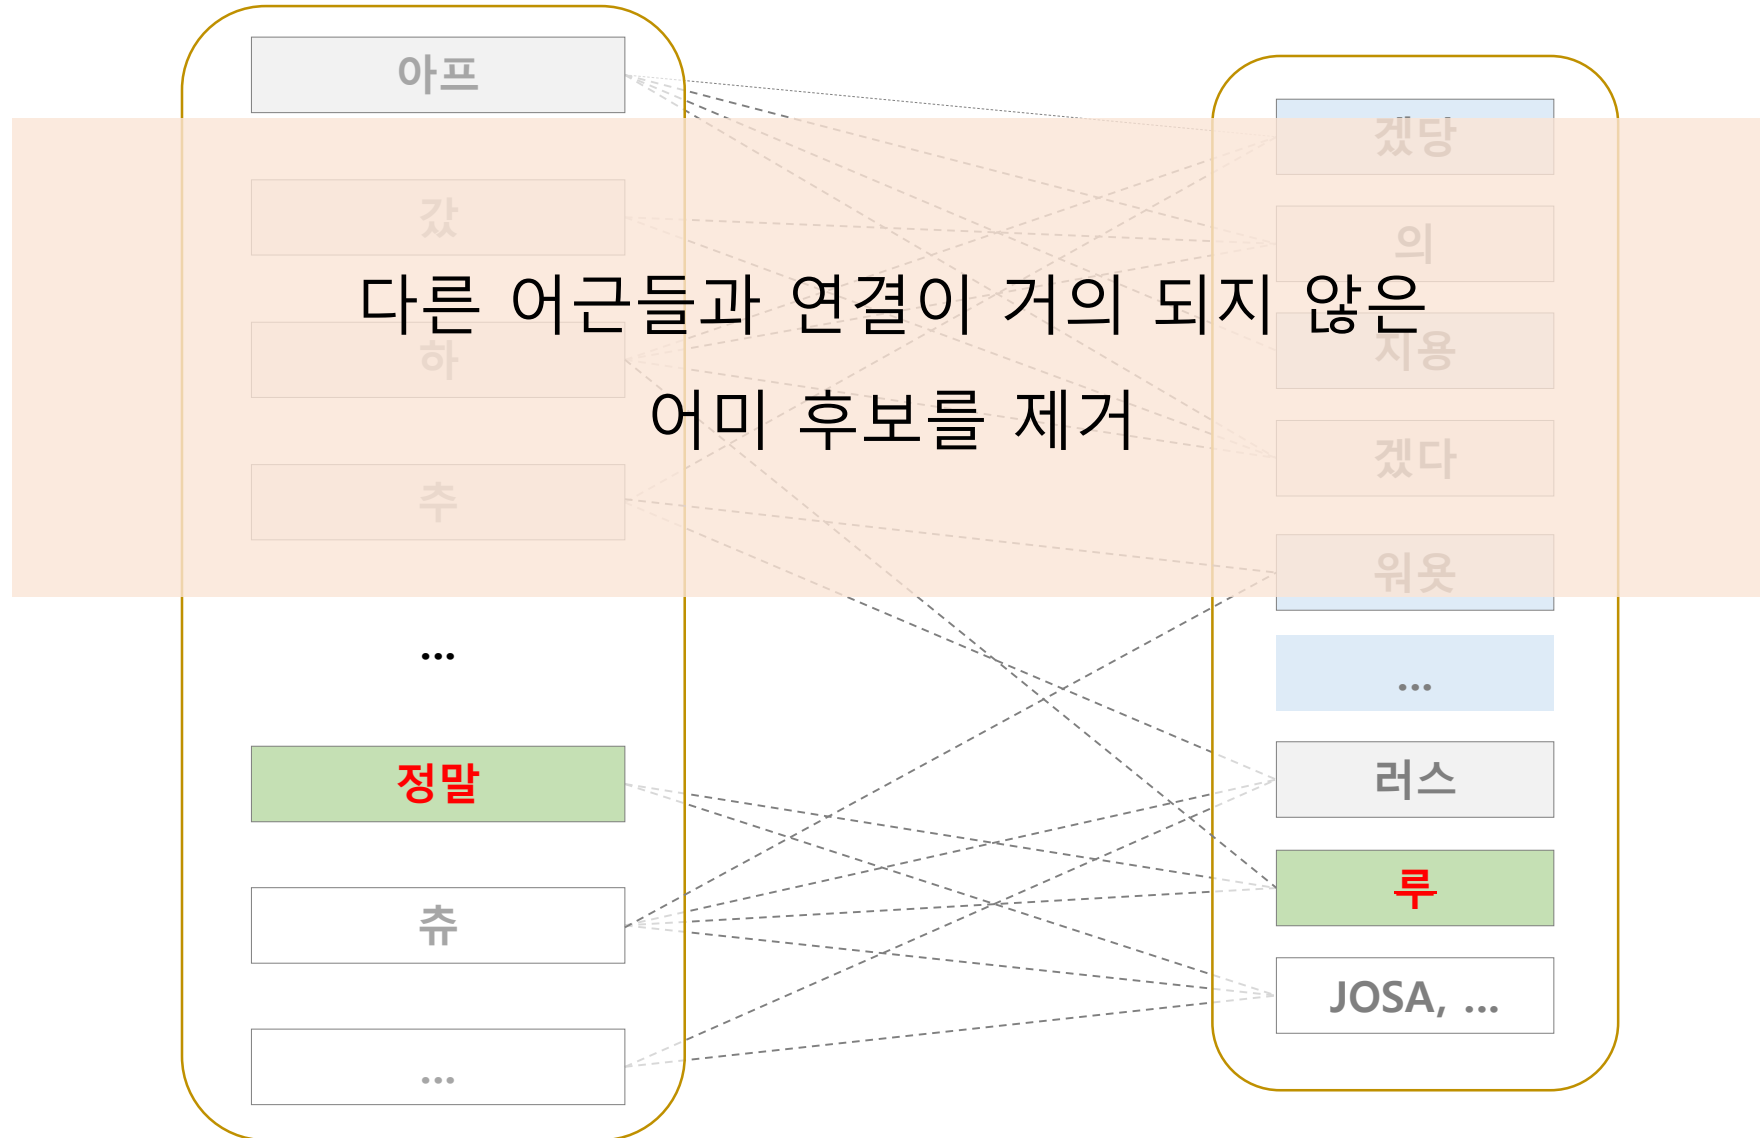 아프
갔
하
추
...
정말
츄
...
다른 어근들과 연결이 거의 되지 않은
어미 후보를 제거
겠당
의
지용
겠다
워욧
...
러스
루
JOSA, ...